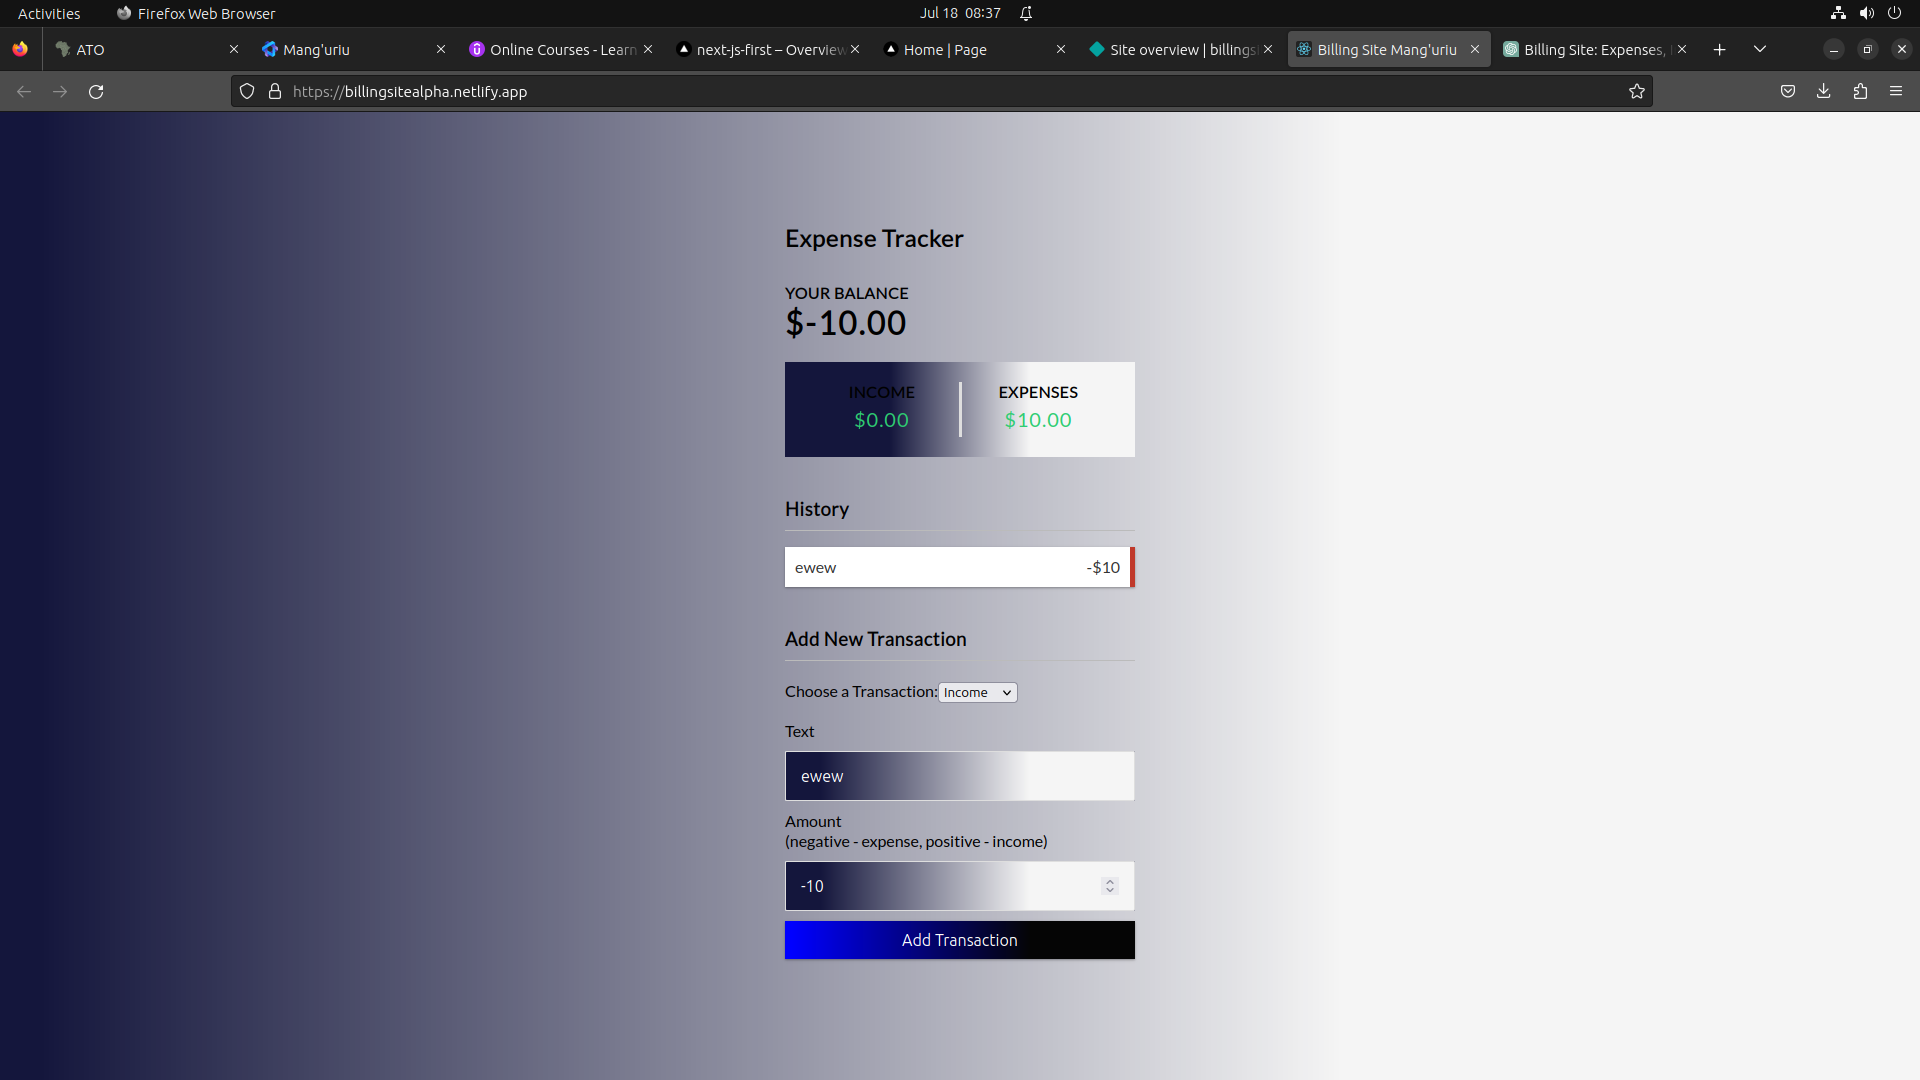 Activities Firefox Web Browser Jul 18 08:37
ATO Mang'uriu Online Courses - Learn next-js-first – Overview Home | Page Site overview | billings Billing Site Mang'uriu Billing Site: Expenses,
https://billingsitealpha.netlify.app
Expense Tracker
YOUR BALANCE
$-10.00
INCOME EXPENSES
$0.00 $10.00
History
ewew -$10
Add New Transaction
Choose a Transaction: Income
Text
ewew
Amount
(negative - expense, positive - income)
-10
Add Transaction